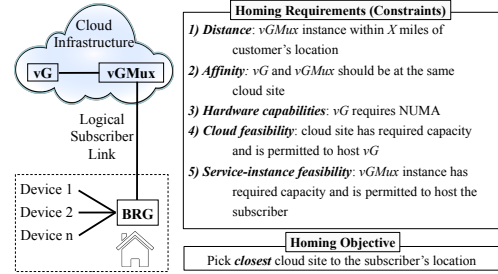 Cloud
Infrastructure
vG
vGMux
Logical
Subscriber
Link
Device 1
Device 2
Device n
BRG
Homing Requirements (Constraints)
1) Distance: vGMux instance within X miles of
customer's location
2) Affinity: vG and vGMux should be at the same
cloud site
3) Hardware capabilities: vG requires NUMA
4) Cloud feasibility: cloud site has required capacity
and is permitted to host vG
5) Service-instance feasibility: vGMux instance has
required capacity and is permitted to host the
subscriber
Homing Objective
Pick closest cloud site to the subscriber's location